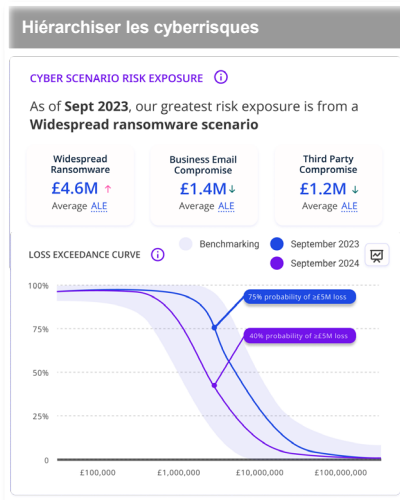 Hiérarchiser les cyberrisques
CYBER SCENARIO RISK EXPOSURE
As of Sept 2023, our greatest risk exposure is from a
Widespread ransomware scenario
Widespread
Ransomware
£4.6M ↑
Average ALE
Business Email
Compromise
£1.4M ↓
Average ALE
Third Party
Compromise
£1.2M ↓
Average ALE
LOSS EXCEEDANCE CURVE
Benchmarking
September 2023
September 2024
100%
75%
50%
25%
0
75% probability of ≥£5M loss
40% probability of ≥£5M loss
£100,000
£1,000,000
£10,000,000
£100,000,000